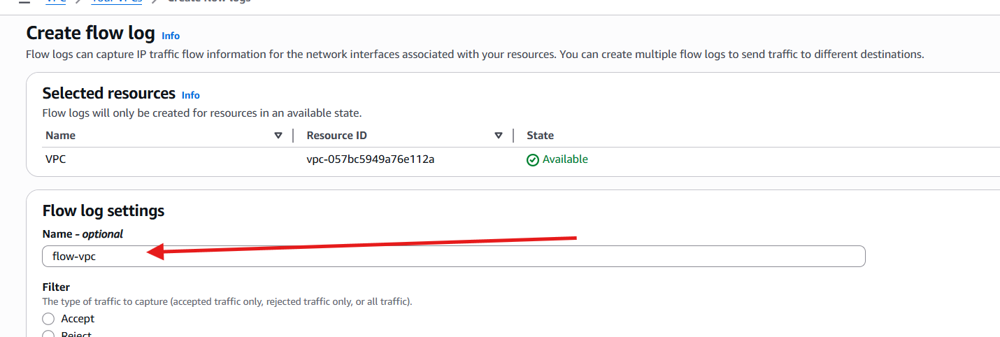 VPC Your VPCs Create flow logs
Create flow log Info
Flow logs can capture IP traffic flow information for the network interfaces associated with your resources. You can create multiple flow logs to send traffic to different destinations.
Selected resources Info
Flow logs will only be created for resources in an available state.
Name Resource ID State
VPC vpc-057bc5949a76e112a Available
Flow log settings
Name - optional
flow-vpc
Filter
The type of traffic to capture (accepted traffic only, rejected traffic only, or all traffic).
Accept
Reject